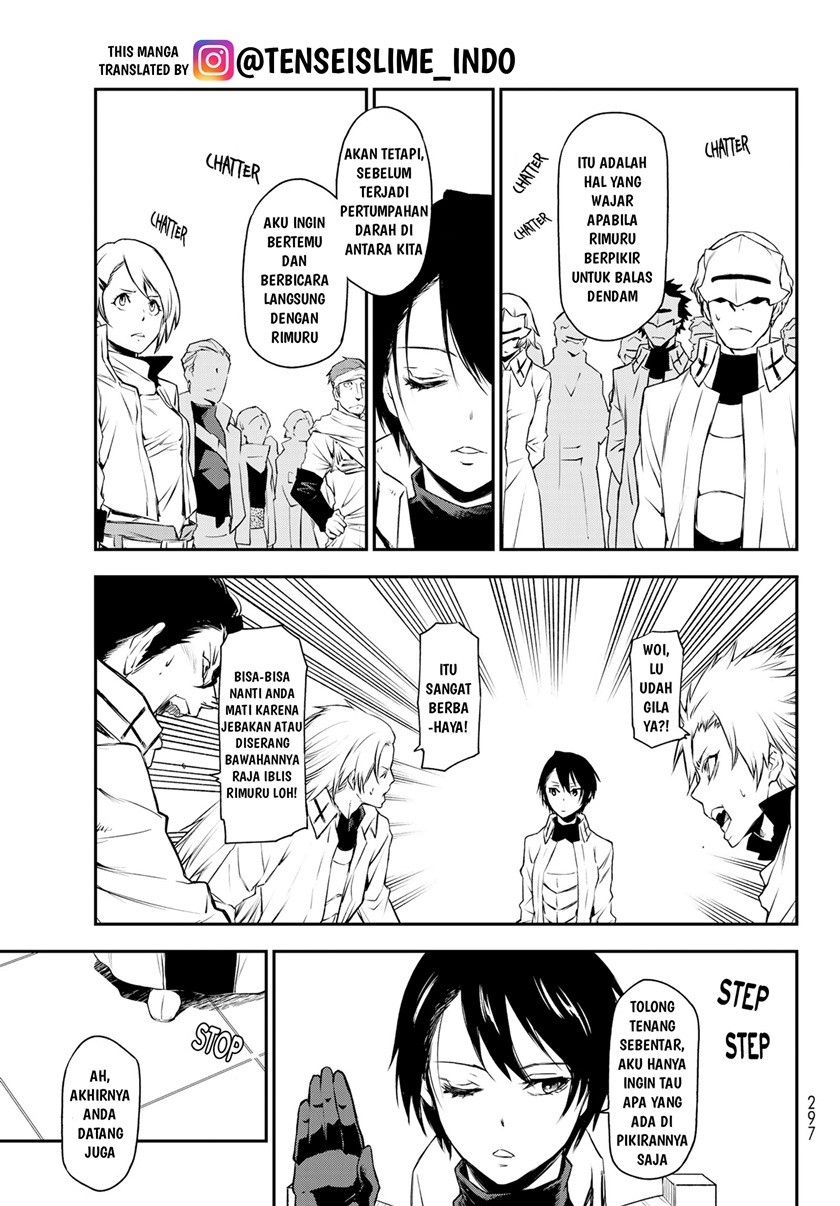 THIS MANGA
TRANSLATED BY
@TENSEISLIME_INDO
CHATTER
ITU ADALAH
HAL YANG
WAJAR
APABILA
RIMURU
BERPIKIR
UNTUK BALAS
DENDAM
CHATTER
CHATTER
AKAN TETAPI,
SEBELUM
TERJADI
PERTUMPAHAN
DARAH DI
ANTARA KITA
AKU INGIN
BERTEMU
DAN
BERBICARA
LANGSUNG
DENGAN
RIMURU
CHATTER
CHATTER
WOI,
LU
UDAH
GILA
YA?!
ITU
SANGAT
BERBA
-HAYA!
BISA-BISA
NANTI ANDA
MATI KARENA
JEBAKAN ATAU
DISERANG
BAWAHANNYA
RAJA IBLIS
RIMURU LOH!
STEP
STEP
TOLONG
TENANG
SEBENTAR,
AKU HANYA
INGIN TAU
APA YANG
ADA DI
PIKIRANNYA
SAJA
STOP
AH,
AKHIRNYA
ANDA
DATANG
JUGA
297